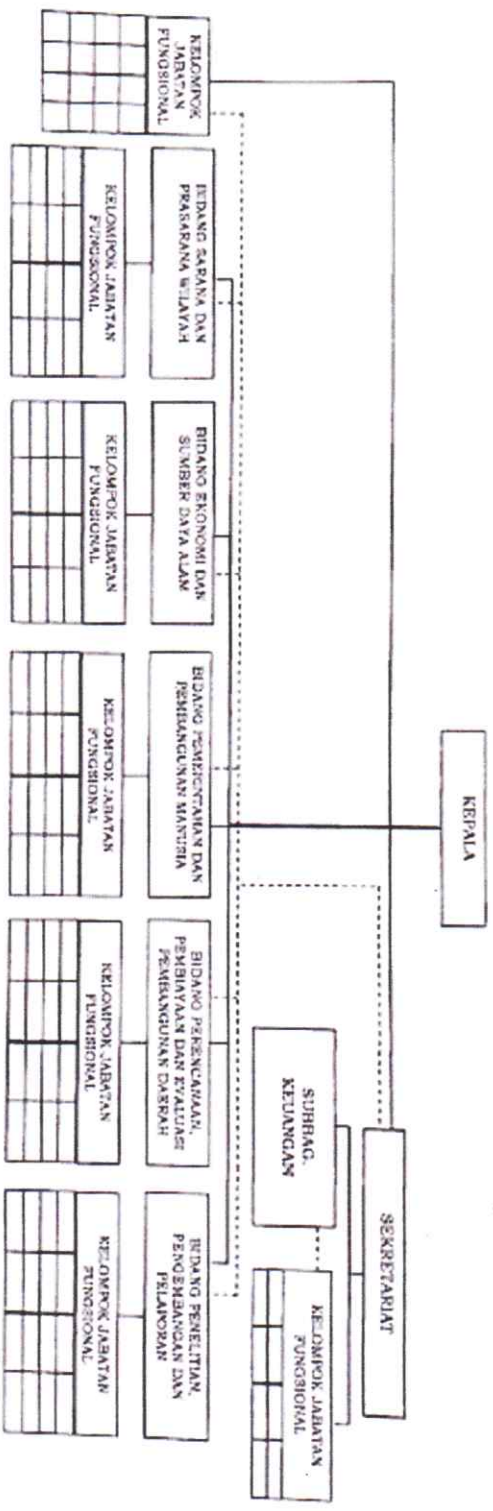 KEPALA
SEKRETARIAT
SUBBAG.
KEUANGAN
KELOMPOK JABATAN
FUNGSIONAL
KELOMPOK
JABATAN
FUNGSIONAL
BIDANG SARANA DAN
PRASARANA WILAYAH
BIDANG EKONOMI DAN
SUMBER DAYA ALAM
BIDANG PEMERINTAHAN DAN
PEMBANGUNAN MANUSIA
BIDANG PERENCANAAN,
PEMBIAYAAN DAN EVALUASI
PEMBANGUNAN DAERAH
BIDANG PENELITIAN,
PENGEMBANGAN DAN
PELAPORAN
KELOMPOK JABATAN
FUNGSIONAL
KELOMPOK JABATAN
FUNGSIONAL
KELOMPOK JABATAN
FUNGSIONAL
KELOMPOK JABATAN
FUNGSIONAL
KELOMPOK JABATAN
FUNGSIONAL